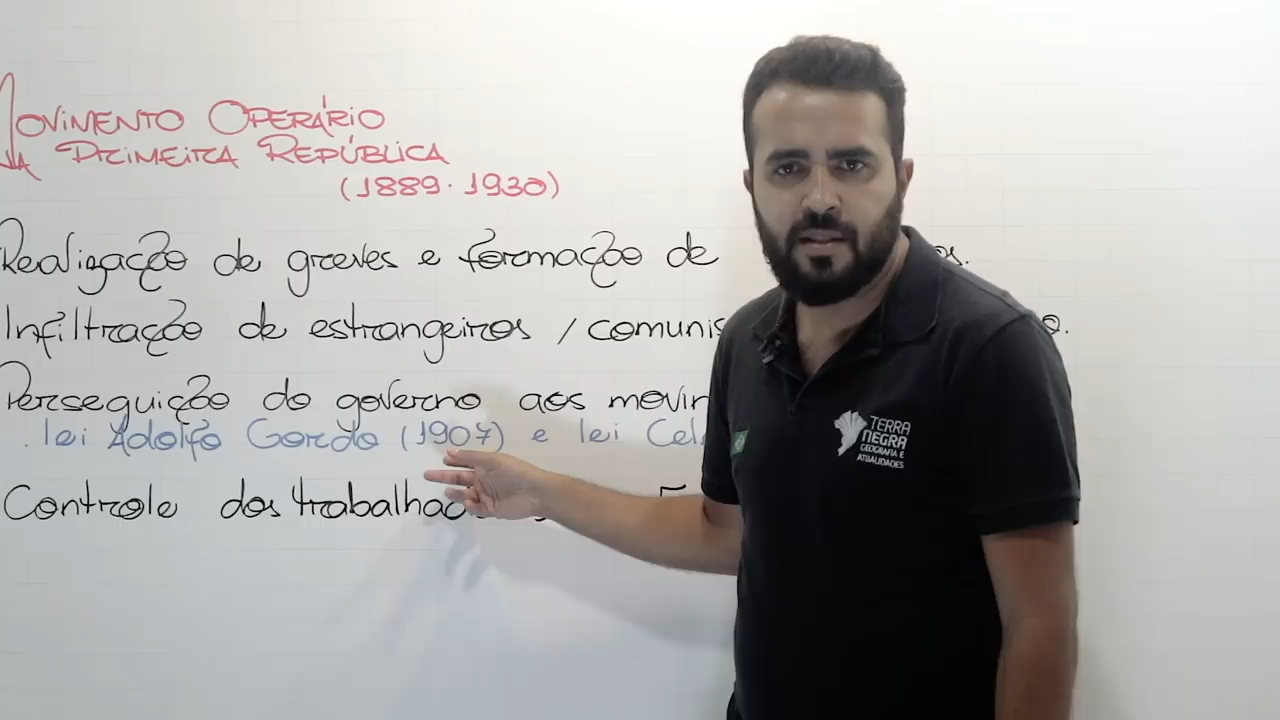 Movimento Operário
na Primeira República
(1889.1930)
Realização de greves e formação de
Infiltração de estrangeiros / comunis
Perseguição do governo aos movim
. lei Adolfo Gordo (1907) e lei Cel
Controle dos trabalhad
TERRA
NEGRA
GEOGRAFIA E
ATUALIDADES